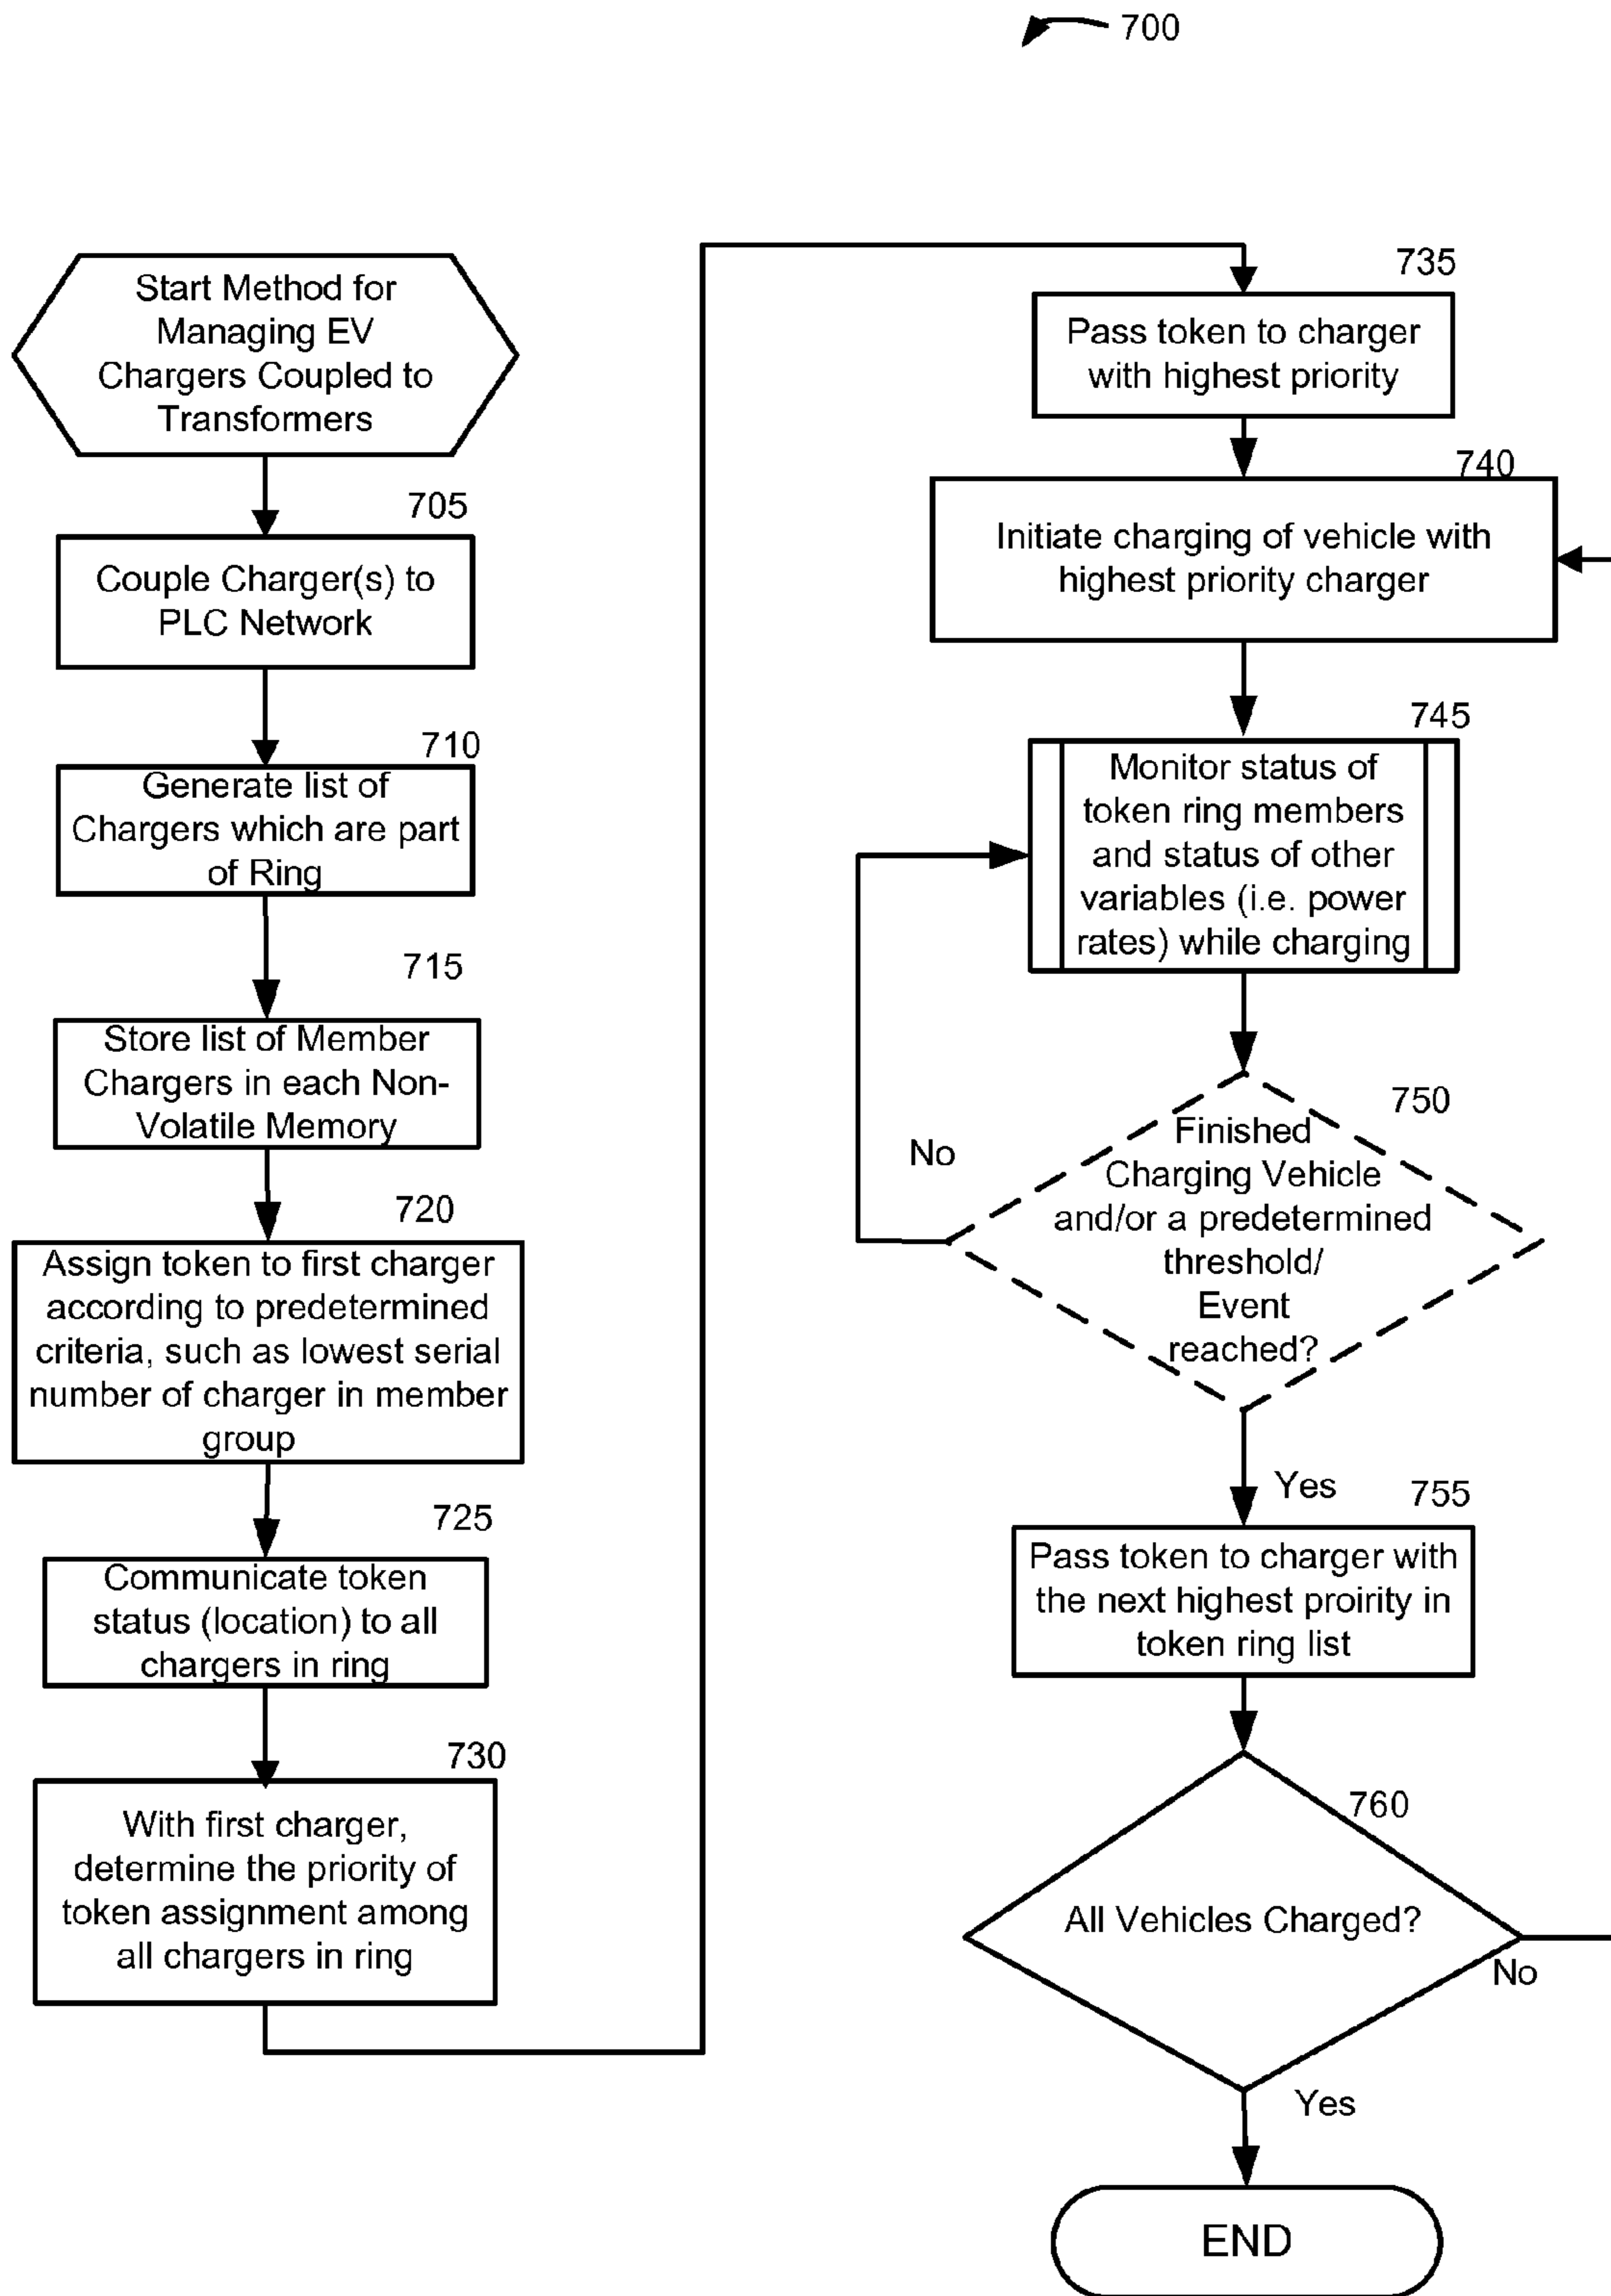 700
Start Method for
Managing EV
Chargers Coupled to
Transformers
705
Couple Charger(s) to
PLC Network
710
Generate list of
Chargers which are part
of Ring
715
Store list of Member
Chargers in each Non-
Volatile Memory
720
Assign token to first charger
according to predetermined
criteria, such as lowest serial
number of charger in member
group
725
Communicate token
status (location) to all
chargers in ring
730
With first charger,
determine the priority of
token assignment among
all chargers in ring
735
Pass token to charger
with highest priority
740
Initiate charging of vehicle with
highest priority charger
745
Monitor status of
token ring members
and status of other
variables (i.e. power
rates) while charging
750
Finished
Charging Vehicle
and/or a predetermined
threshold/
Event
reached?
No
Yes
755
Pass token to charger with
the next highest proirity in
token ring list
760
All Vehicles Charged?
No
Yes
END